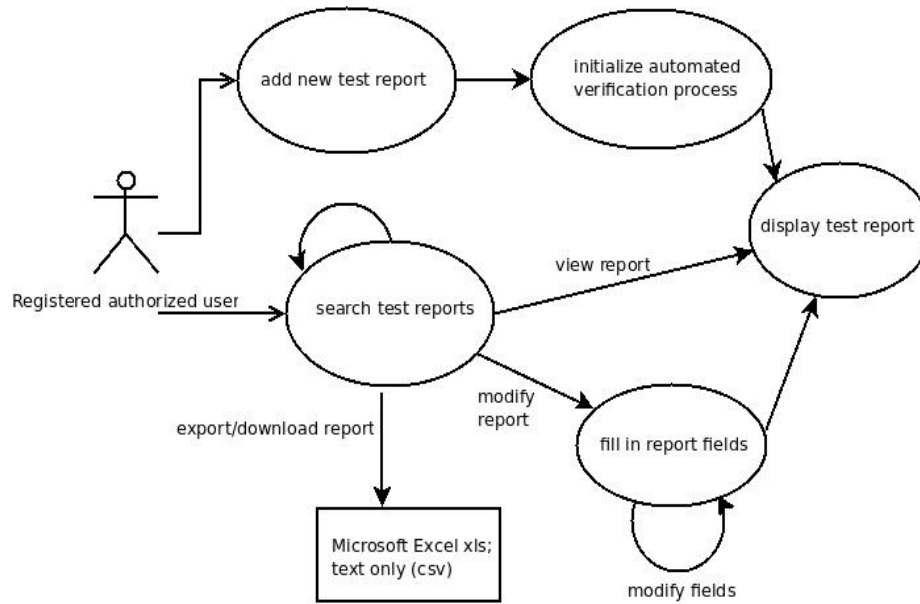 add new test report
initialize automated
verification process
display test report
Registered authorized user
view report
search test reports
modify
report
export/download report
fill in report fields
Microsoft Excel xls;
text only (csv)
modify fields